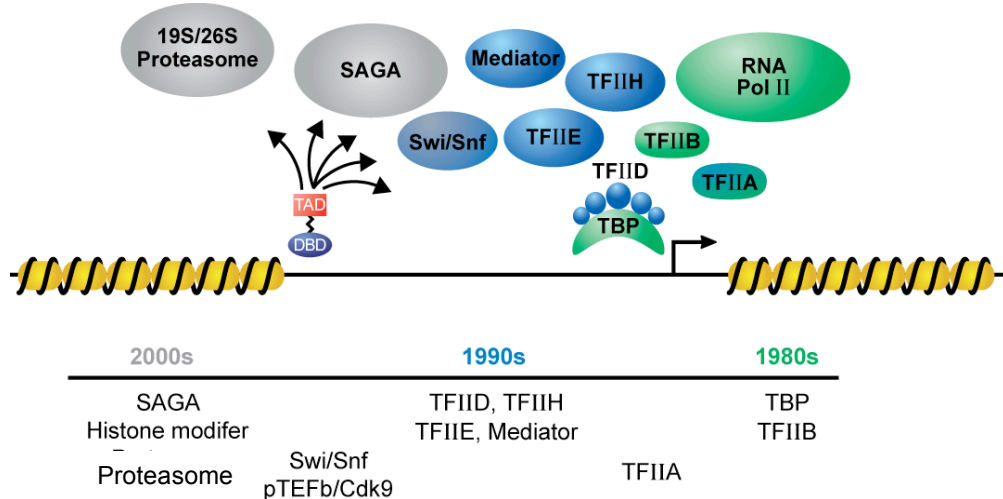 19S/26S
Proteasome
SAGA
Mediator
TFIIH
RNA
Pol II
Swi/Snf
TFIIE
TFIIB
TFIID
TFIIA
TAD
TBP
DBD
2000s 1990s 1980s
SAGA TFIID, TFIIH TBP
Histone modifer TFIIE, Mediator TFIIB
Proteasome Swi/Snf TFIIA
pTEFb/Cdk9